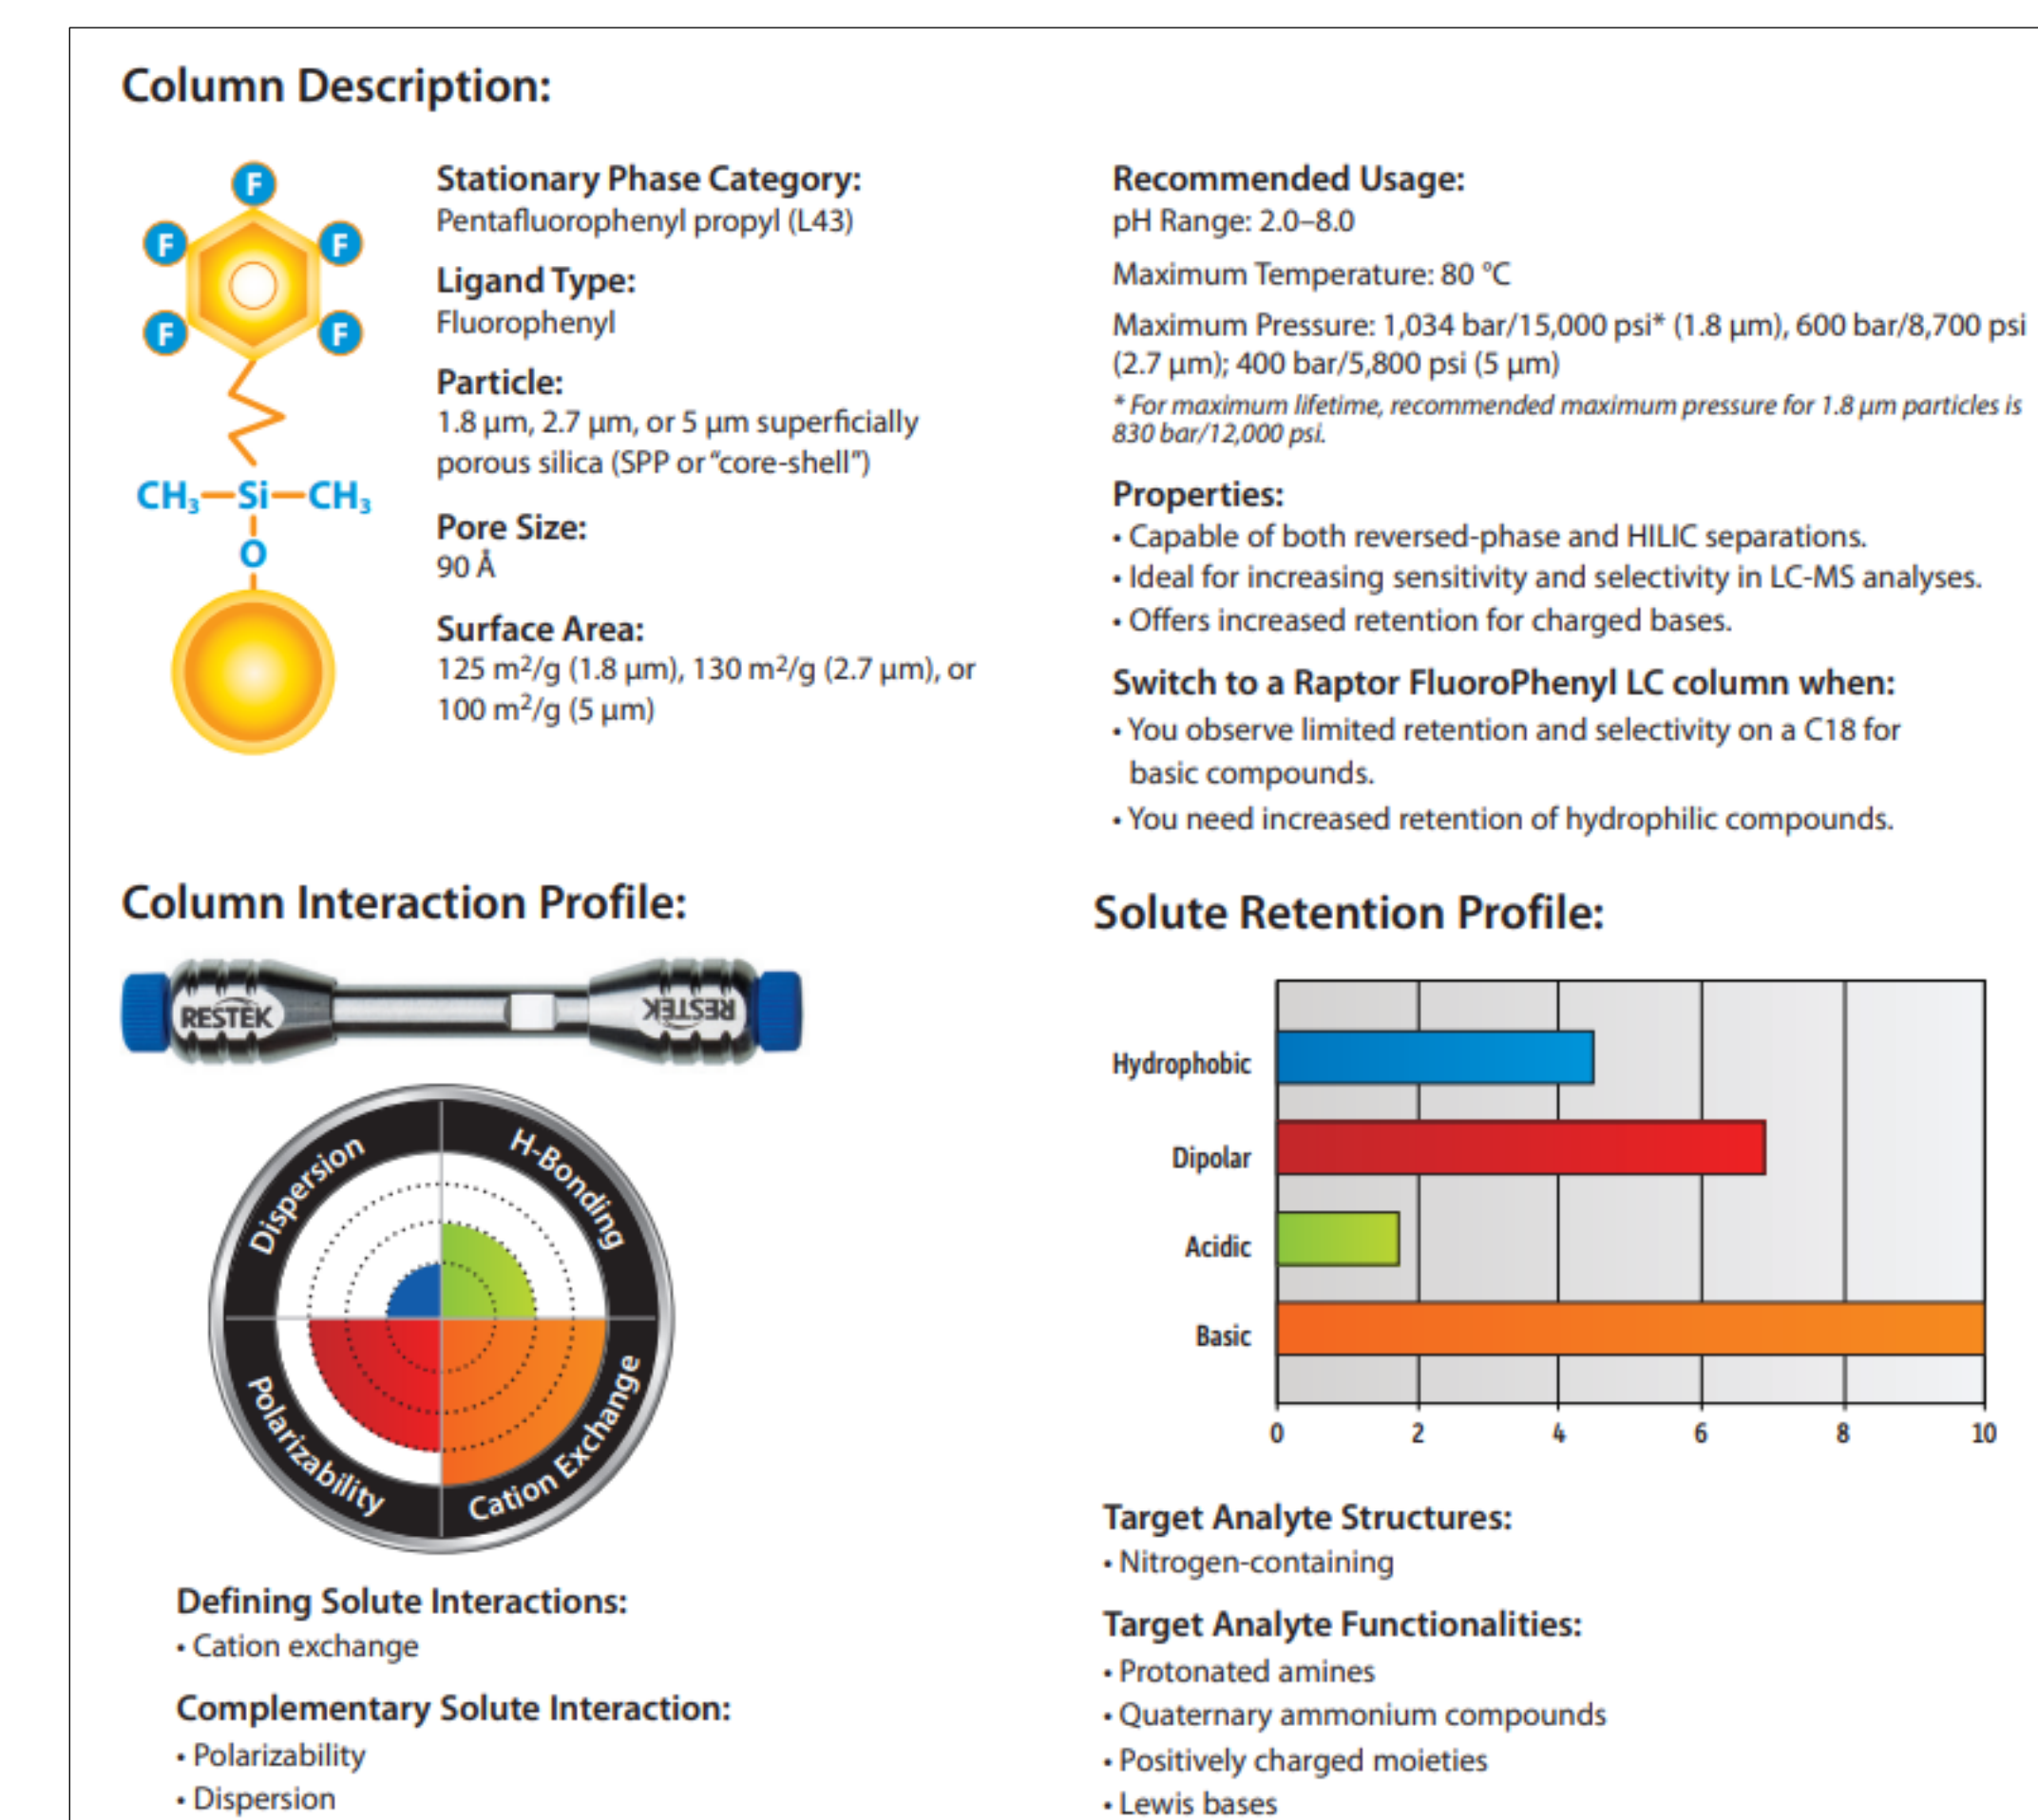 Column Description:
F
F
F
F
F
CH₃—Si—CH₃
O
Stationary Phase Category:
Pentafluorophenyl propyl (L43)
Ligand Type:
Fluorophenyl
Particle:
1.8 µm, 2.7 µm, or 5 µm superficially
porous silica (SPP or “core-shell”)
Pore Size:
90 Å
Surface Area:
125 m²/g (1.8 µm), 130 m²/g (2.7 µm), or
100 m²/g (5 µm)
Recommended Usage:
pH Range: 2.0–8.0
Maximum Temperature: 80 °C
Maximum Pressure: 1,034 bar/15,000 psi* (1.8 µm), 600 bar/8,700 psi
(2.7 µm); 400 bar/5,800 psi (5 µm)
* For maximum lifetime, recommended maximum pressure for 1.8 µm particles is
830 bar/12,000 psi.
Properties:
• Capable of both reversed-phase and HILIC separations.
• Ideal for increasing sensitivity and selectivity in LC-MS analyses.
• Offers increased retention for charged bases.
Switch to a Raptor FluoroPhenyl LC column when:
• You observe limited retention and selectivity on a C18 for
basic compounds.
• You need increased retention of hydrophilic compounds.
Column Interaction Profile:
RESTEK
RESTEK
Dispersion
H-Bonding
Polarizability
Cation Exchange
Defining Solute Interactions:
• Cation exchange
Complementary Solute Interaction:
• Polarizability
• Dispersion
Solute Retention Profile:
Hydrophobic
Dipolar
Acidic
Basic
0 2 4 6 8 10
Target Analyte Structures:
• Nitrogen-containing
Target Analyte Functionalities:
• Protonated amines
• Quaternary ammonium compounds
• Positively charged moieties
• Lewis bases